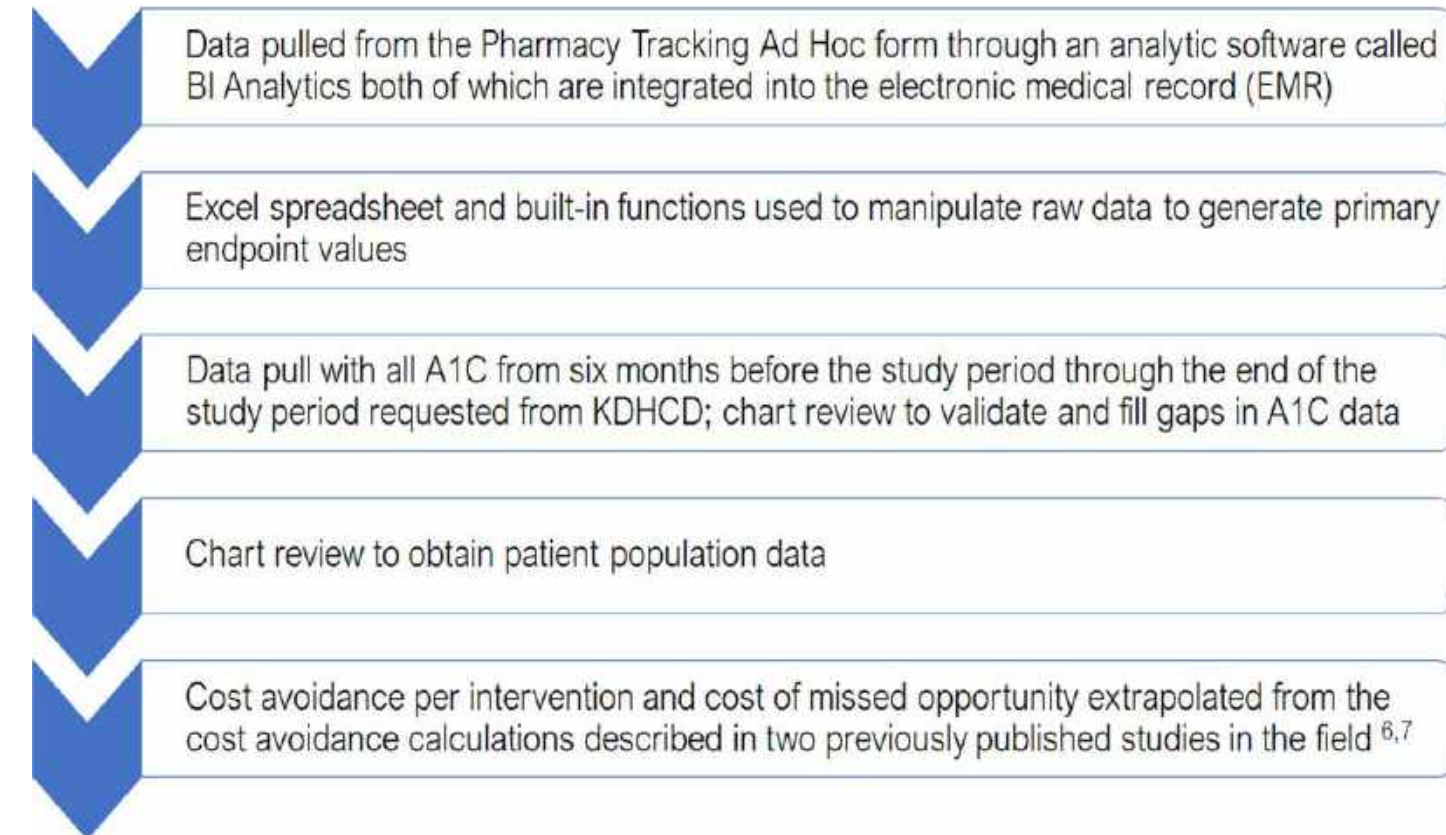 Data pulled from the Pharmacy Tracking Ad Hoc form through an analytic software called
BI Analytics both of which are integrated into the electronic medical record (EMR)
Excel spreadsheet and built-in functions used to manipulate raw data to generate primary
endpoint values
Data pull with all A1C from six months before the study period through the end of the
study period requested from KDHCD; chart review to validate and fill gaps in A1C data
Chart review to obtain patient population data
Cost avoidance per intervention and cost of missed opportunity extrapolated from the
cost avoidance calculations described in two previously published studies in the field 6,7